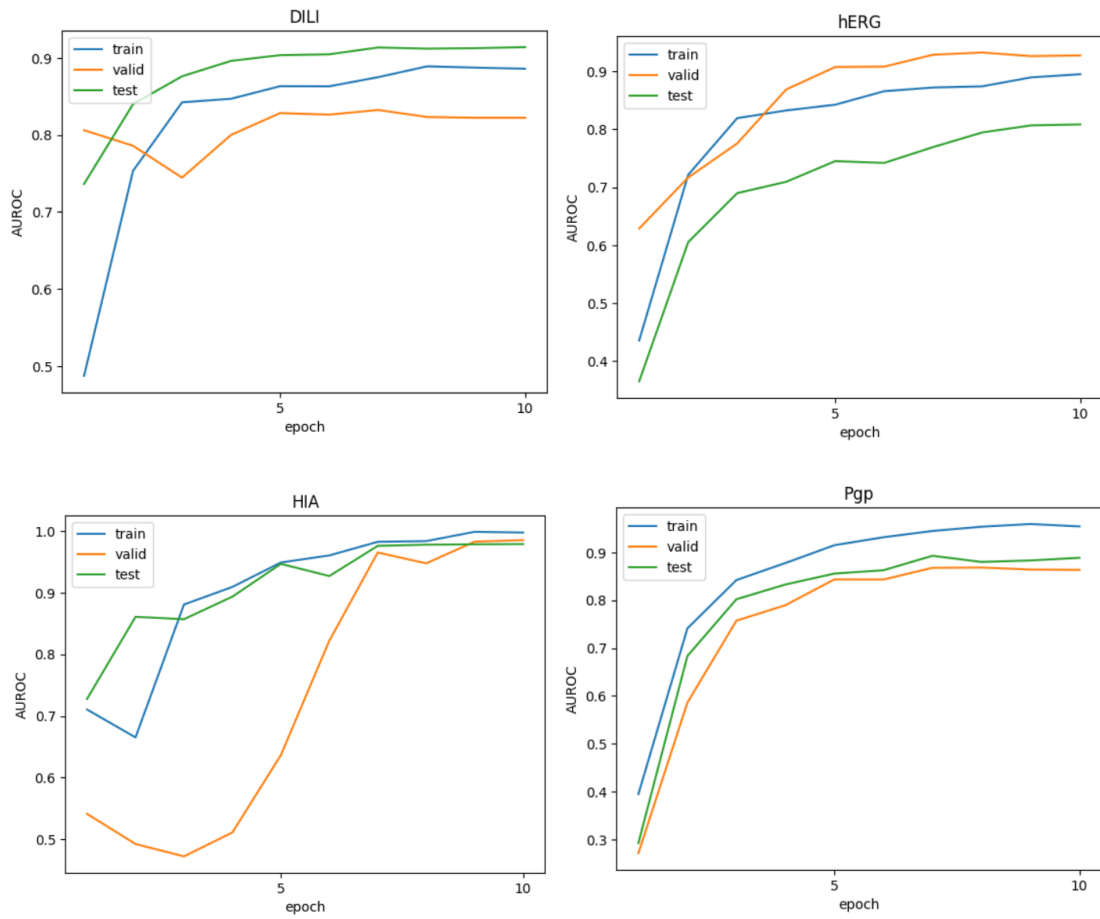 DILI
train
valid
test
0.9
0.8
0.7
0.6
0.5
AUROC
5
10
epoch
hERG
train
valid
test
0.9
0.8
0.7
0.6
0.5
0.4
AUROC
5
10
epoch
HIA
train
valid
test
1.0
0.9
0.8
0.7
0.6
0.5
AUROC
5
10
epoch
Pgp
train
valid
test
0.9
0.8
0.7
0.6
0.5
0.4
0.3
AUROC
5
10
epoch